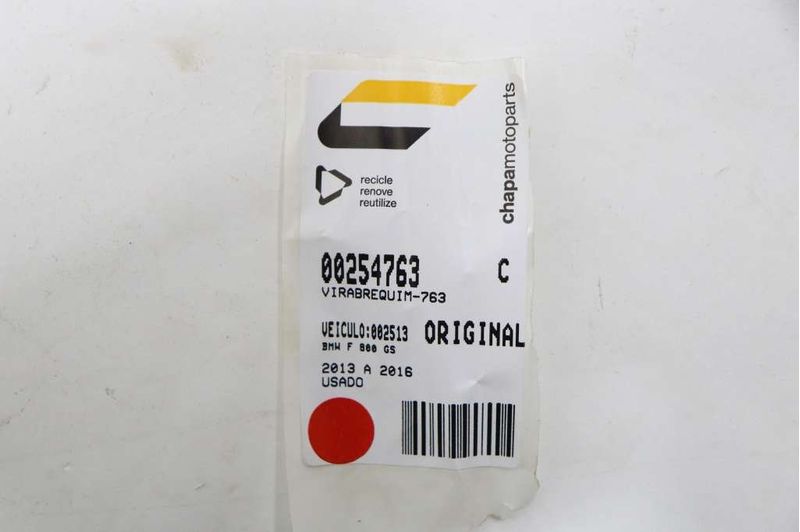 chapamotoparts
recicle
renove
reutilize
00254763 C
VIRABREQUIM-763
VEICULO:002513 ORIGINAL
BMW F 800 GS
2013 A 2016
USADO